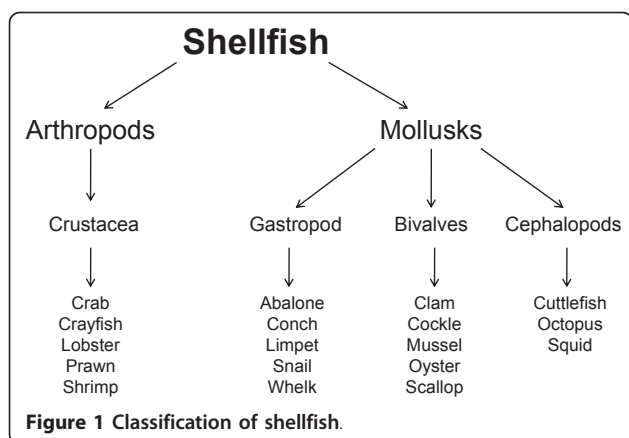 Shellfish
Arthropods Mollusks
Crustacea Gastropod Bivalves Cephalopods
Crab Abalone Clam Cuttlefish
Crayfish Conch Cockle Octopus
Lobster Limpet Mussel Squid
Prawn Snail Oyster
Shrimp Whelk Scallop
Figure 1 Classification of shellfish.